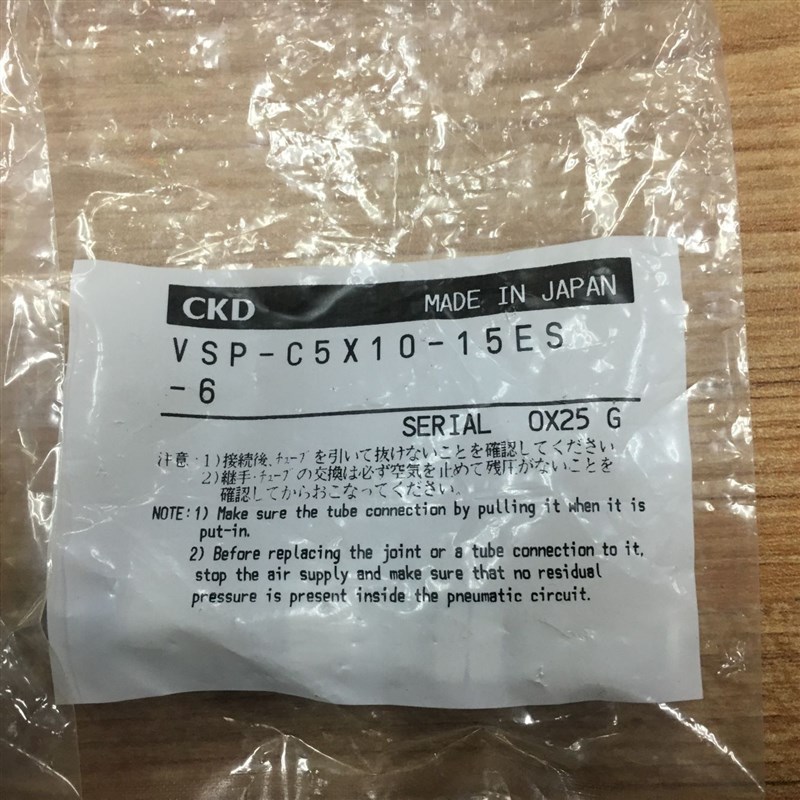 CKD MADE IN JAPAN
VSP-C5X10-15ES
-6
SERIAL OX25 G
注意:1)接続後、チューブを引いて抜けないことを確認してください
2)継手・チューブの交換は必ず空気を止めて残圧がないことを
確認してからおこなってください。
NOTE:1) Make sure the tube connection by pulling it when it is
put-in.
2) Before replacing the joint or a tube connection to it,
stop the air supply and make sure that no residual
pressure is present inside the pneumatic circuit.